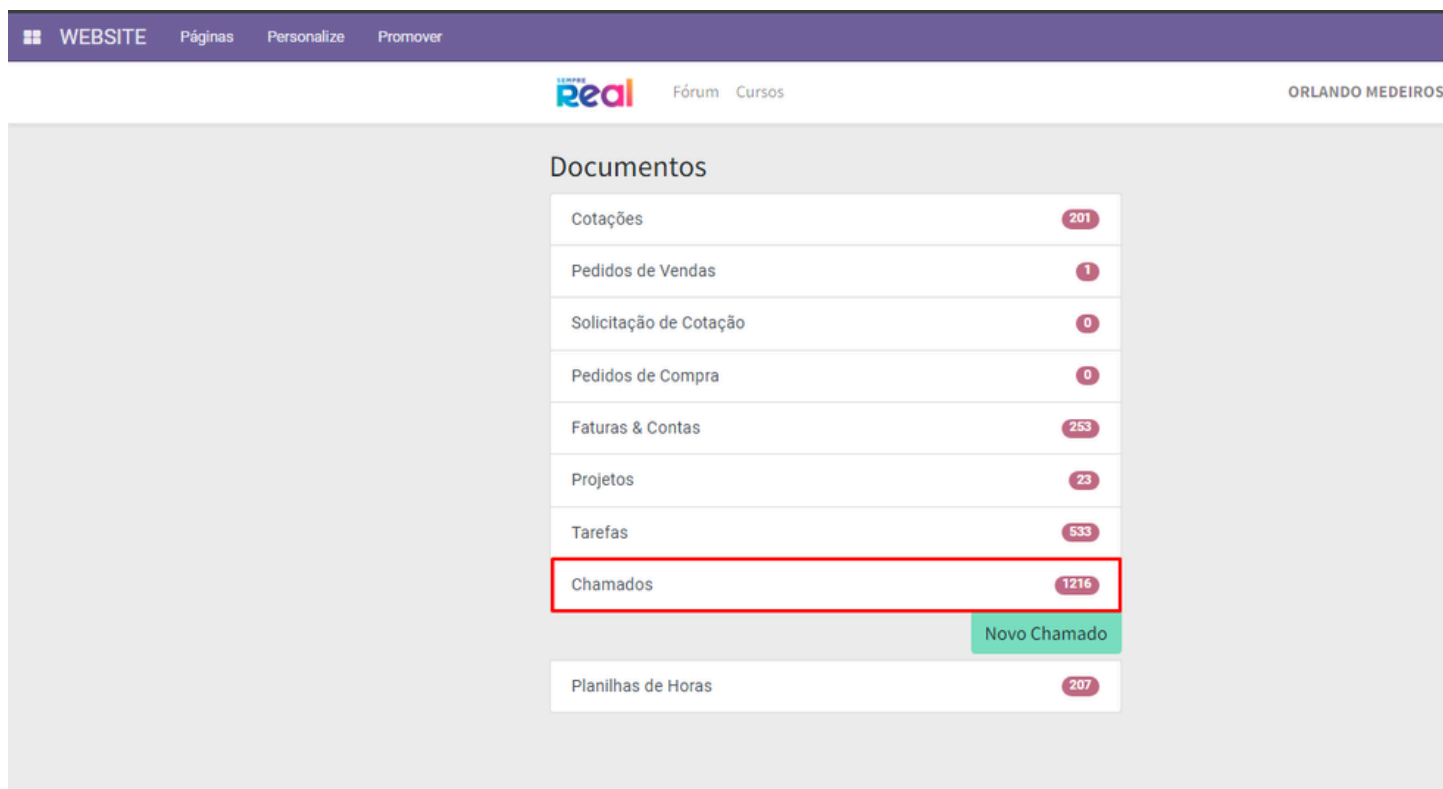 WEBSITE Páginas Personalize Promover
SEMPRE
Real Fórum Cursos ORLANDO MEDEIROS
Documentos
Cotações 201
Pedidos de Vendas 1
Solicitação de Cotação 0
Pedidos de Compra 0
Faturas & Contas 253
Projetos 23
Tarefas 533
Chamados 1216
Novo Chamado
Planilhas de Horas 207